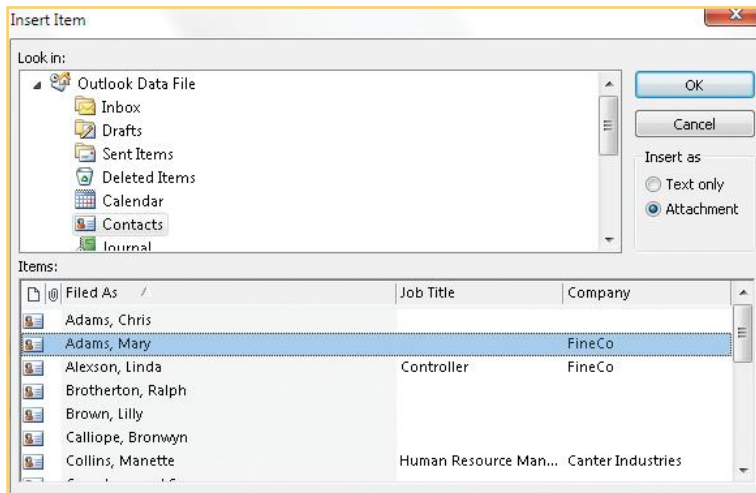 Insert Item
Look in:
Outlook Data File
Inbox
Drafts
Sent Items
Deleted Items
Calendar
Contacts
Journal
OK
Cancel
Insert as
Text only
Attachment
Items:
Filed As Job Title Company
Adams, Chris
Adams, Mary FineCo
Alexson, Linda Controller FineCo
Brotherton, Ralph
Brown, Lilly
Calliope, Bronwyn
Collins, Manette Human Resource Man... Canter Industries